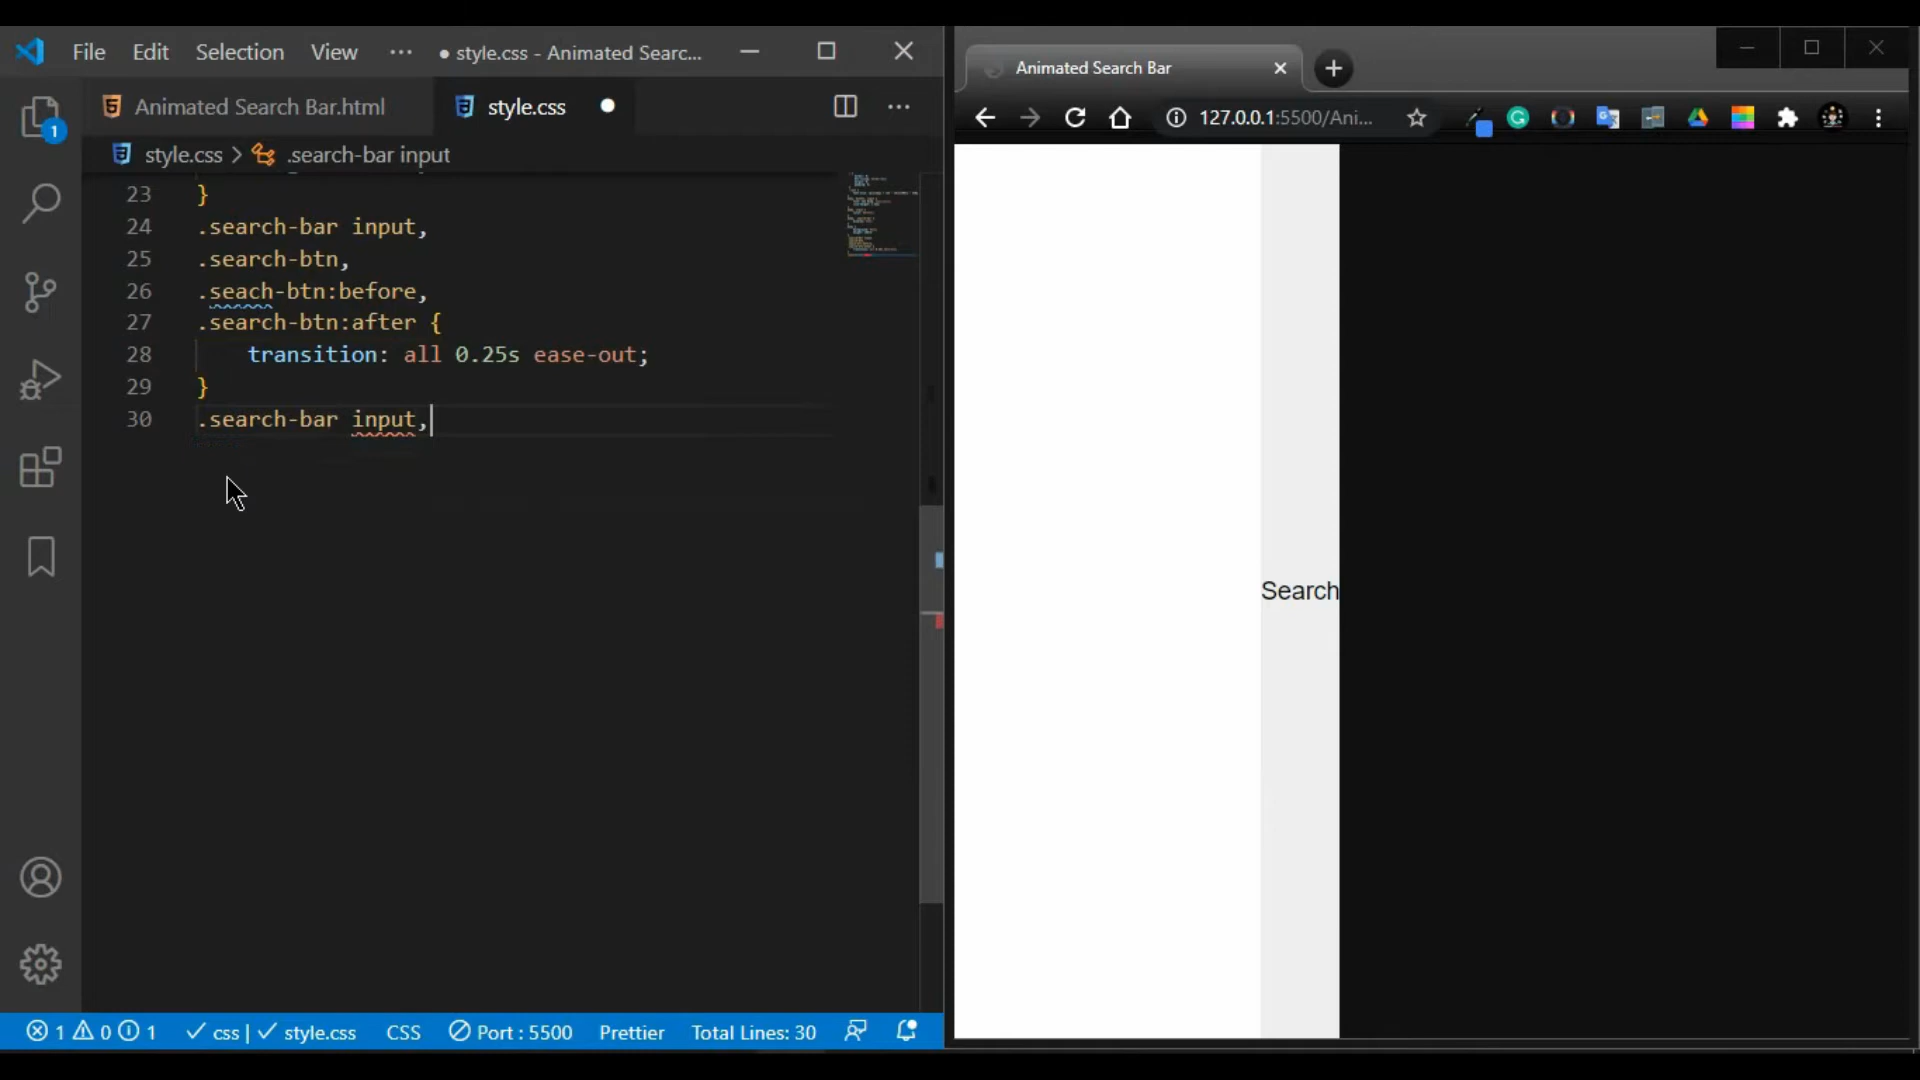 File Edit Selection View ··· ● style.css - Animated Searc...
Animated Search Bar.html style.css
style.css > .search-bar input
23 }
24 .search-bar input,
25 .search-btn,
26 .seach-btn:before,
27 .search-btn:after {
28 transition: all 0.25s ease-out;
29 }
30 .search-bar input,
1
1 0 1 css | style.css CSS Port : 5500 Prettier Total Lines: 30
Animated Search Bar
127.0.0.1:5500/Ani...
Search